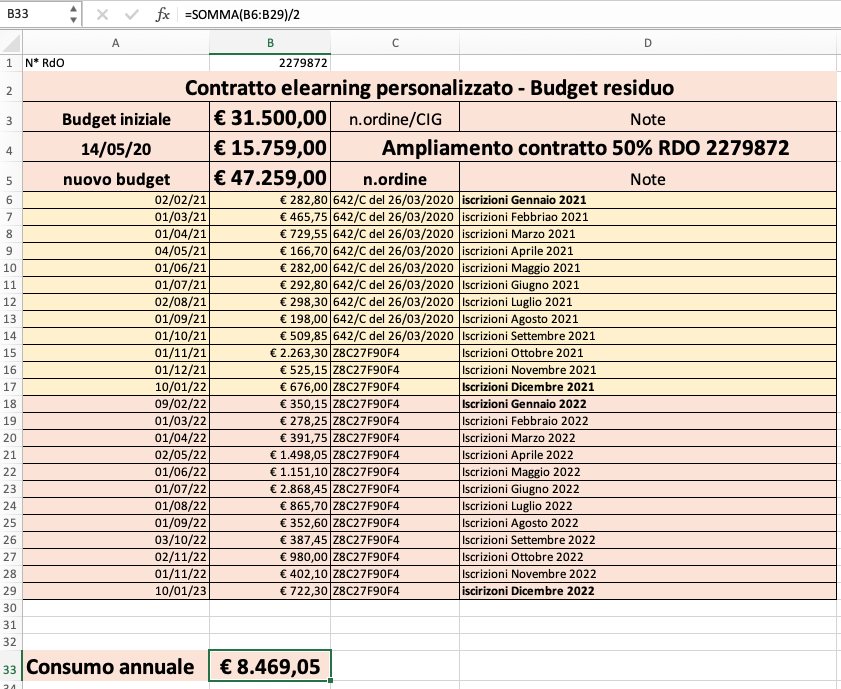 B33 fx =SOMMA(B6:B29)/2
A B C D
1 N* RdO 2279872
2 Contratto elearning personalizzato - Budget residuo
3 Budget iniziale € 31.500,00 n.ordine/CIG Note
4 14/05/20 € 15.759,00 Ampliamento contratto 50% RDO 2279872
5 nuovo budget € 47.259,00 n.ordine Note
6 02/02/21 € 282,80 642/C del 26/03/2020 iscrizioni Gennaio 2021
7 01/03/21 € 465,75 642/C del 26/03/2020 iscrizioni Febbriao 2021
8 01/04/21 € 729,55 642/C del 26/03/2020 iscrizioni Marzo 2021
9 04/05/21 € 166,70 642/C del 26/03/2020 iscrizioni Aprile 2021
10 01/06/21 € 282,00 642/C del 26/03/2020 iscrizioni Maggio 2021
11 01/07/21 € 292,80 642/C del 26/03/2020 iscrizioni Giugno 2021
12 02/08/21 € 298,30 642/C del 26/03/2020 iscrizioni Luglio 2021
13 01/09/21 € 198,00 642/C del 26/03/2020 Iscrizioni Agosto 2021
14 01/10/21 € 509,85 642/C del 26/03/2020 Iscrizioni Settembre 2021
15 01/11/21 € 2.263,30 Z8C27F90F4 Iscrizioni Ottobre 2021
16 01/12/21 € 525,15 Z8C27F90F4 Iscrizioni Novembre 2021
17 10/01/22 € 676,00 Z8C27F90F4 Iscrizioni Dicembre 2021
18 09/02/22 € 350,15 Z8C27F90F4 Iscrizioni Gennaio 2022
19 01/03/22 € 278,25 Z8C27F90F4 Iscrizioni Febbraio 2022
20 01/04/22 € 391,75 Z8C27F90F4 Iscrizioni Marzo 2022
21 02/05/22 € 1.498,05 Z8C27F90F4 Iscrizioni Aprile 2022
22 01/06/22 € 1.151,10 Z8C27F90F4 Iscrizioni Maggio 2022
23 01/07/22 € 2.868,45 Z8C27F90F4 Iscrizioni Giugno 2022
24 01/08/22 € 865,70 Z8C27F90F4 Iscrizioni Luglio 2022
25 01/09/22 € 352,60 Z8C27F90F4 Iscrizioni Agosto 2022
26 03/10/22 € 387,45 Z8C27F90F4 Iscrizioni Settembre 2022
27 02/11/22 € 980,00 Z8C27F90F4 Iscrizioni Ottobre 2022
28 01/11/22 € 402,10 Z8C27F90F4 Iscrizioni Novembre 2022
29 10/01/23 € 722,30 Z8C27F90F4 iscirizoni Dicembre 2022
30
31
32
33 Consumo annuale € 8.469,05
34